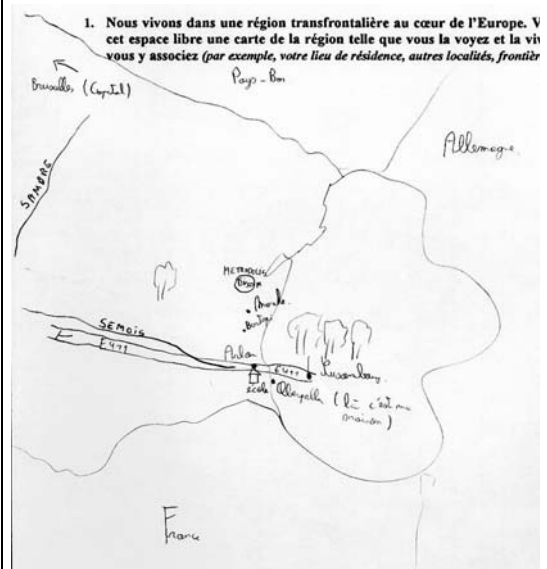 1. Nous vivons dans une région transfrontalière au cœur de l'Europe. V
cet espace libre une carte de la région telle que vous la voyez et la viv
vous y associez (par exemple, votre lieu de résidence, autres localités, frontièr
Pays-Bas
Bruxelles (Capital)
Allemagne
SAMBRE
METROPOLIS
SEMOIS
E411
Arlon
E411
Luxembourg
école
(là c'est ma
maison)
France